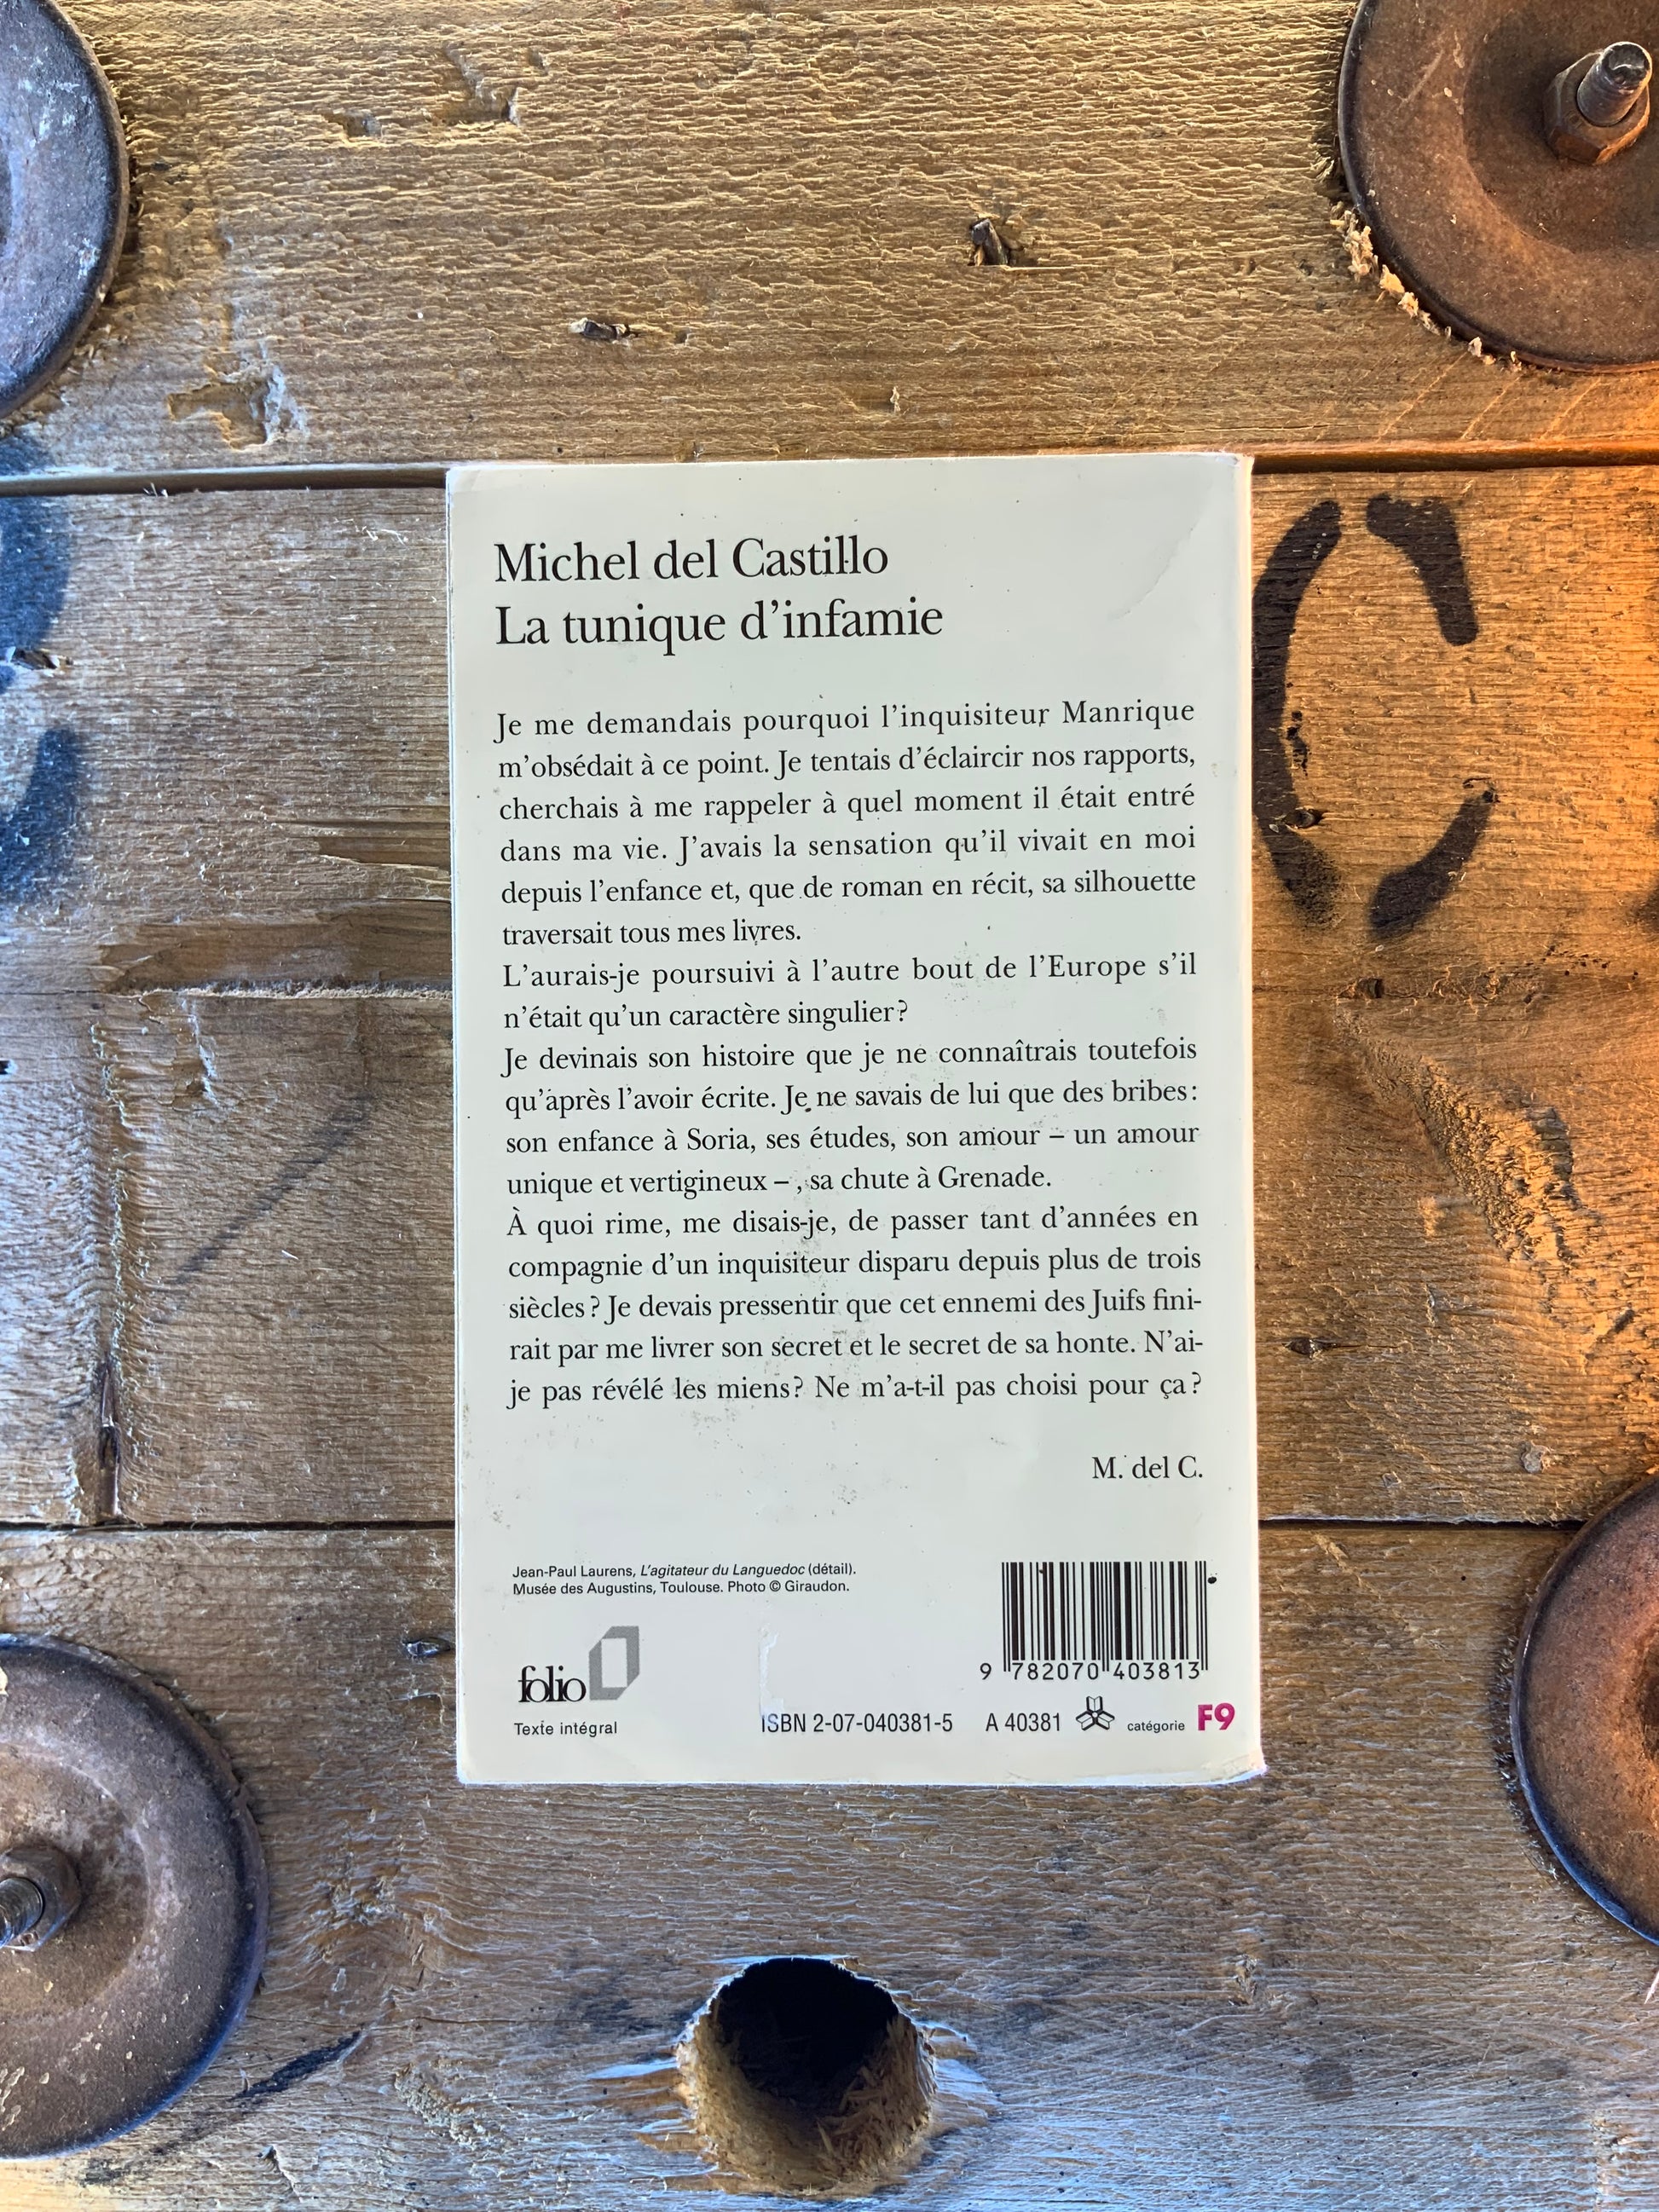 Michel del Castillo
La tunique d'infamie
Je me demandais pourquoi l'inquisiteur Manrique
m'obsédait à ce point. Je tentais d'éclaircir nos rapports,
cherchais à me rappeler à quel moment il était entré
dans ma vie. J'avais la sensation qu'il vivait en moi
depuis l'enfance et, que de roman en récit, sa silhouette
traversait tous mes livres.
L'aurais-je poursuivi à l'autre bout de l'Europe s'il
n'était qu'un caractère singulier ?
Je devinais son histoire que je ne connaîtrais toutefois
qu'après l'avoir écrite. Je ne savais de lui que des bribes :
son enfance à Soria, ses études, son amour – un amour
unique et vertigineux – , sa chute à Grenade.
À quoi rime, me disais-je, de passer tant d'années en
compagnie d'un inquisiteur disparu depuis plus de trois
siècles ? Je devais pressentir que cet ennemi des Juifs fini-
rait par me livrer son secret et le secret de sa honte. N'ai-
je pas révélé les miens ? Ne m'a-t-il pas choisi pour ça ?
M. del C.
Jean-Paul Laurens, L'agitateur du Languedoc (détail).
Musée des Augustins, Toulouse. Photo © Giraudon.
9 782070 403813
folio
Texte intégral
ISBN 2-07-040381-5 A 40381 catégorie F9